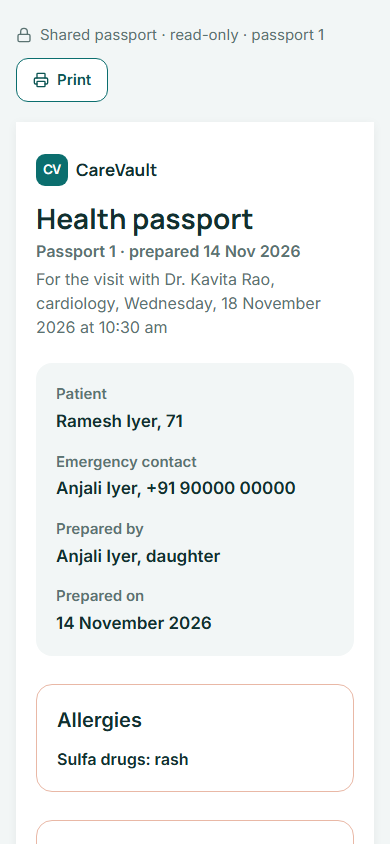 Shared passport · read-only · passport 1
Print
CV CareVault
Health passport
Passport 1 · prepared 14 Nov 2026
For the visit with Dr. Kavita Rao,
cardiology, Wednesday, 18 November
2026 at 10:30 am
Patient
Ramesh Iyer, 71
Emergency contact
Anjali Iyer, +91 90000 00000
Prepared by
Anjali Iyer, daughter
Prepared on
14 November 2026
Allergies
Sulfa drugs: rash